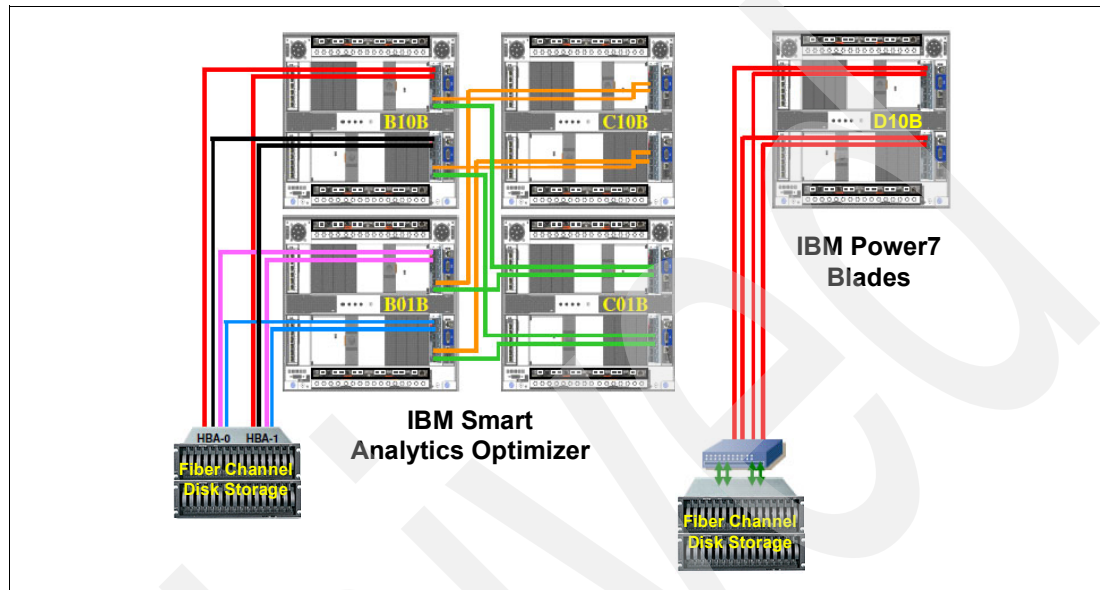 B10B
C10B
D10B
B01B
C01B
IBM Power7
Blades
IBM Smart
Analytics Optimizer
HBA-0 HBA-1
Fiber Channel
Disk Storage
Fiber Channel
Disk Storage